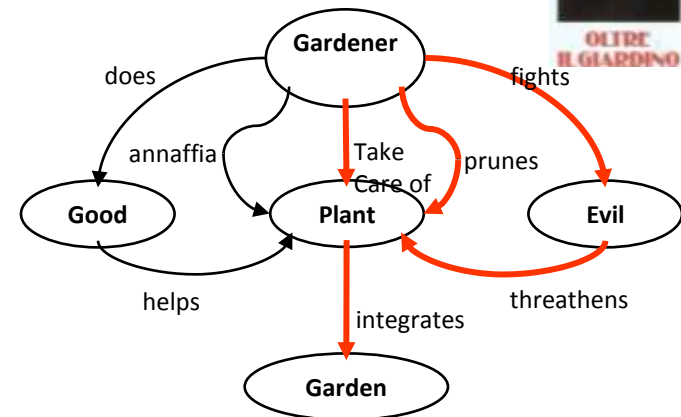 OLTRE
IL GIARDINO
Gardener
does
fights
annaffia
Take
Care of
prunes
Good
Plant
Evil
helps
threathens
integrates
Garden